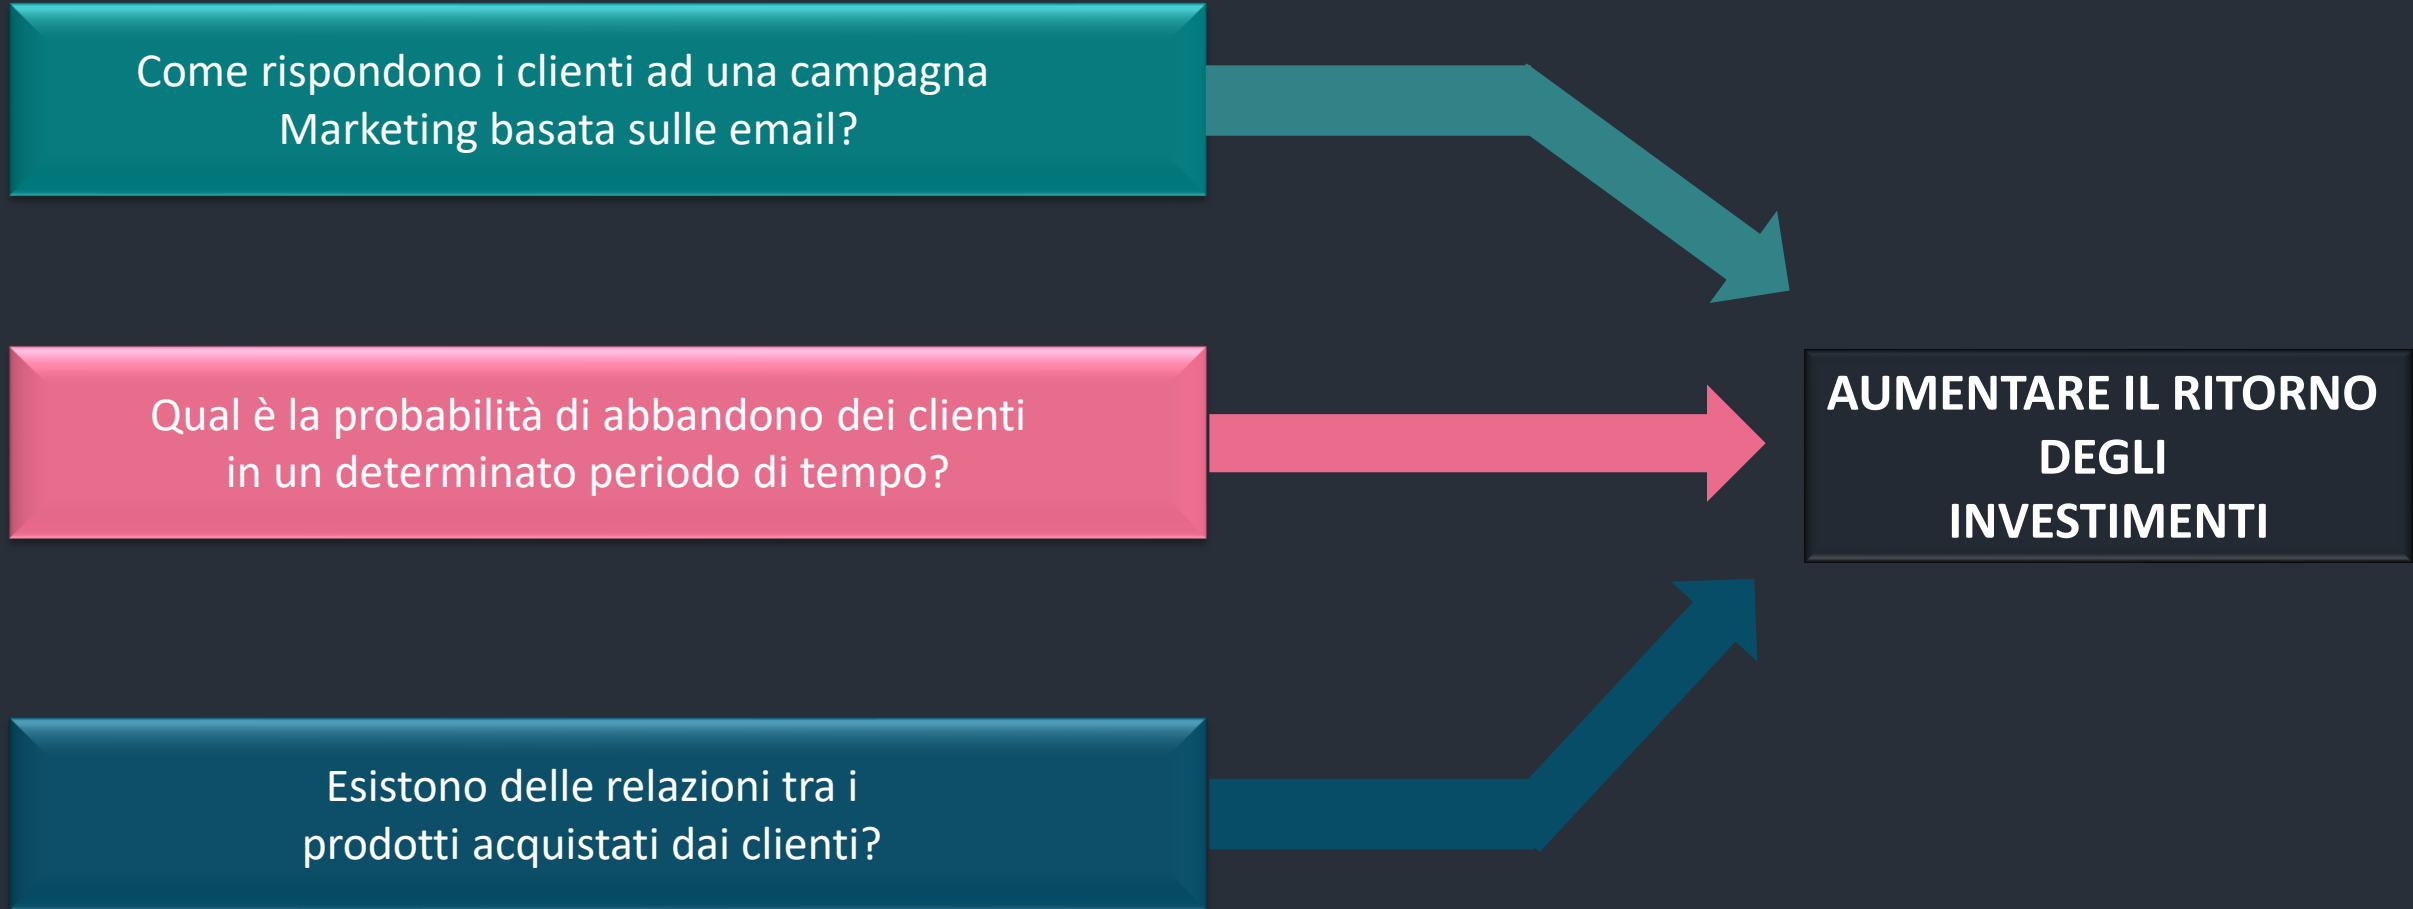 Come rispondono i clienti ad una campagna
Marketing basata sulle email?
Qual è la probabilità di abbandono dei clienti
in un determinato periodo di tempo?
Esistono delle relazioni tra i
prodotti acquistati dai clienti?
AUMENTARE IL RITORNO
DEGLI
INVESTIMENTI